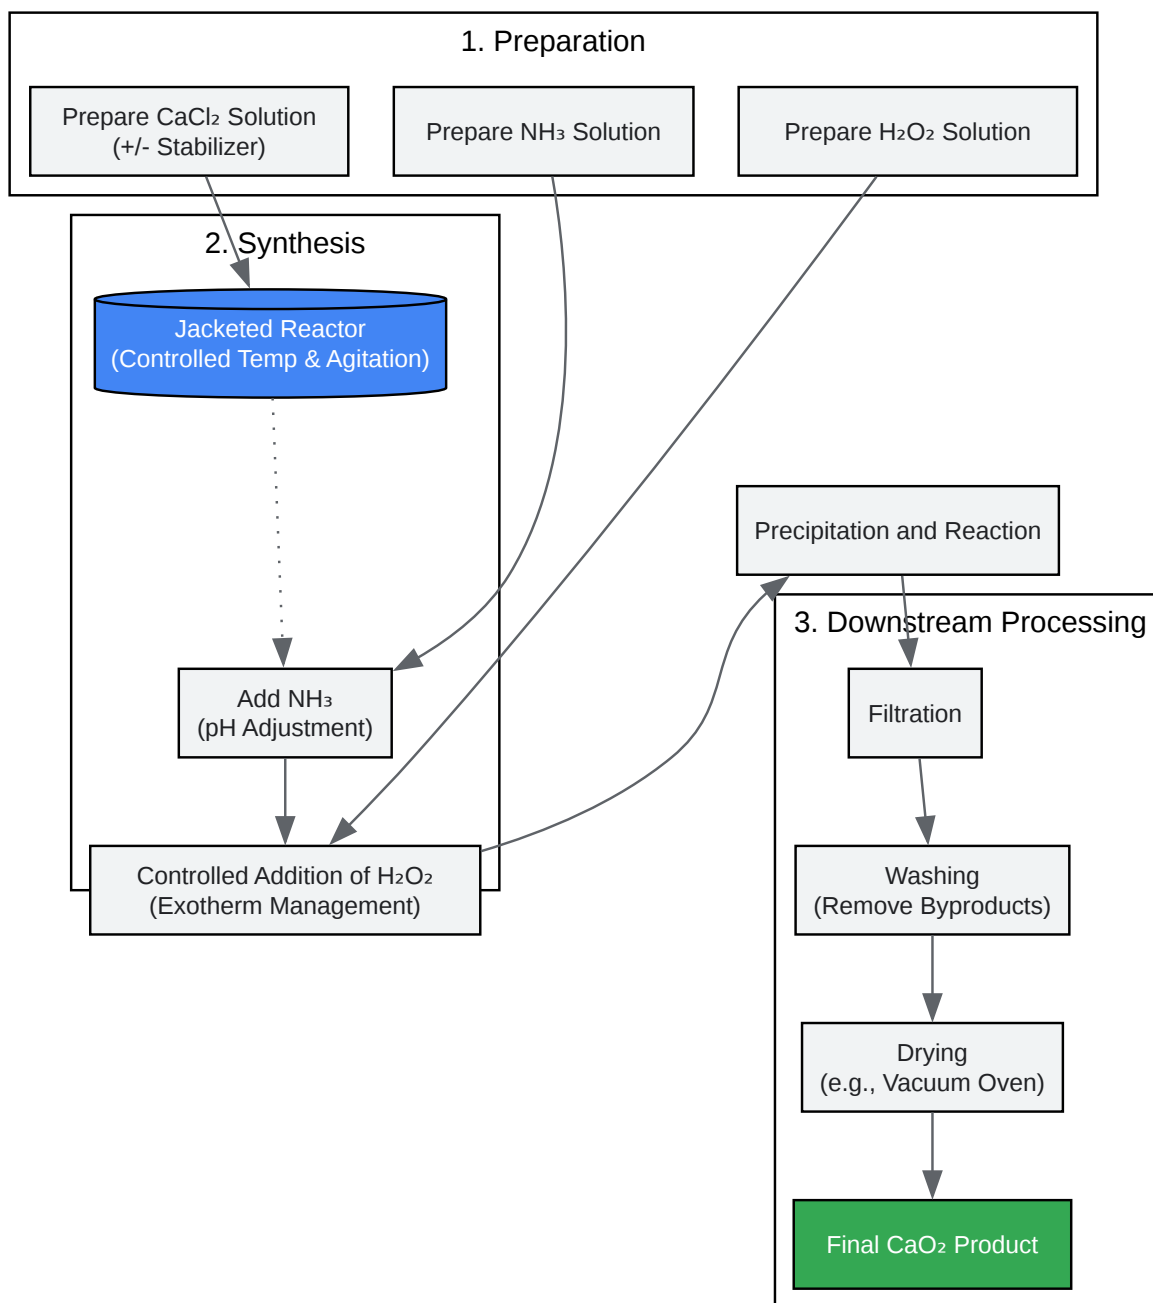 1. Preparation
Prepare CaCl₂ Solution
(+/- Stabilizer)
Prepare NH₃ Solution
Prepare H₂O₂ Solution
2. Synthesis
Jacketed Reactor
(Controlled Temp & Agitation)
Add NH₃
(pH Adjustment)
Controlled Addition of H₂O₂
(Exotherm Management)
Precipitation and Reaction
3. Downstream Processing
Filtration
Washing
(Remove Byproducts)
Drying
(e.g., Vacuum Oven)
Final CaO₂ Product